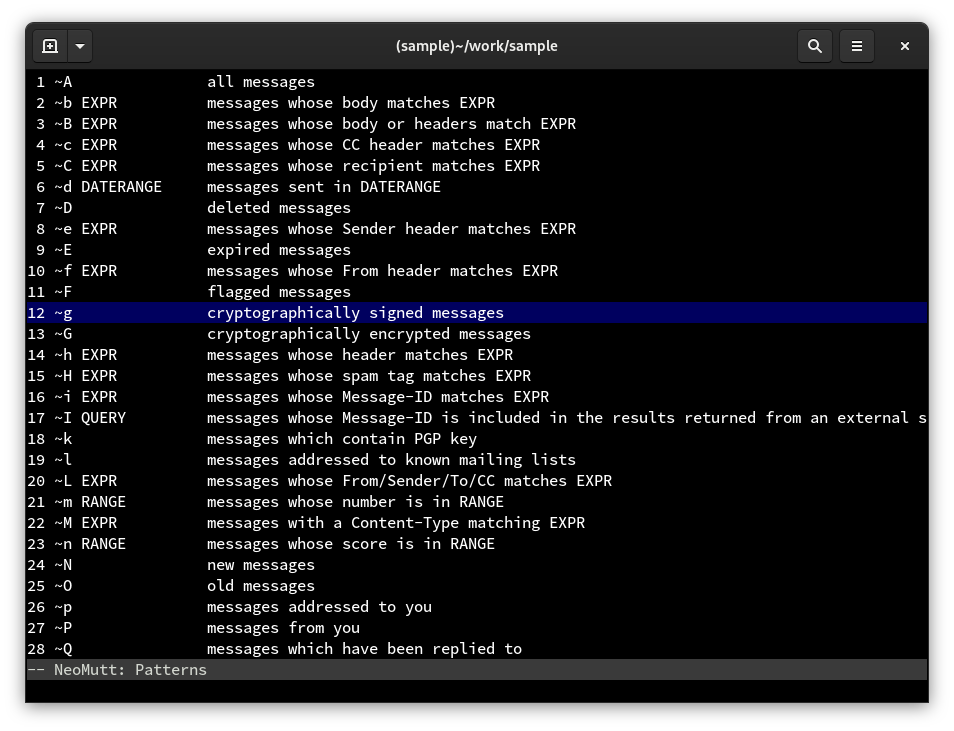 (sample)~/work/sample
1 ~A all messages
2 ~b EXPR messages whose body matches EXPR
3 ~B EXPR messages whose body or headers match EXPR
4 ~c EXPR messages whose CC header matches EXPR
5 ~C EXPR messages whose recipient matches EXPR
6 ~d DATERANGE messages sent in DATERANGE
7 ~D deleted messages
8 ~e EXPR messages whose Sender header matches EXPR
9 ~E expired messages
10 ~f EXPR messages whose From header matches EXPR
11 ~F flagged messages
12 ~g cryptographically signed messages
13 ~G cryptographically encrypted messages
14 ~h EXPR messages whose header matches EXPR
15 ~H EXPR messages whose spam tag matches EXPR
16 ~i EXPR messages whose Message-ID matches EXPR
17 ~I QUERY messages whose Message-ID is included in the results returned from an external s
18 ~k messages which contain PGP key
19 ~l messages addressed to known mailing lists
20 ~L EXPR messages whose From/Sender/To/CC matches EXPR
21 ~m RANGE messages whose number is in RANGE
22 ~M EXPR messages with a Content-Type matching EXPR
23 ~n RANGE messages whose score is in RANGE
24 ~N new messages
25 ~O old messages
26 ~p messages addressed to you
27 ~P messages from you
28 ~Q messages which have been replied to
-- NeoMutt: Patterns